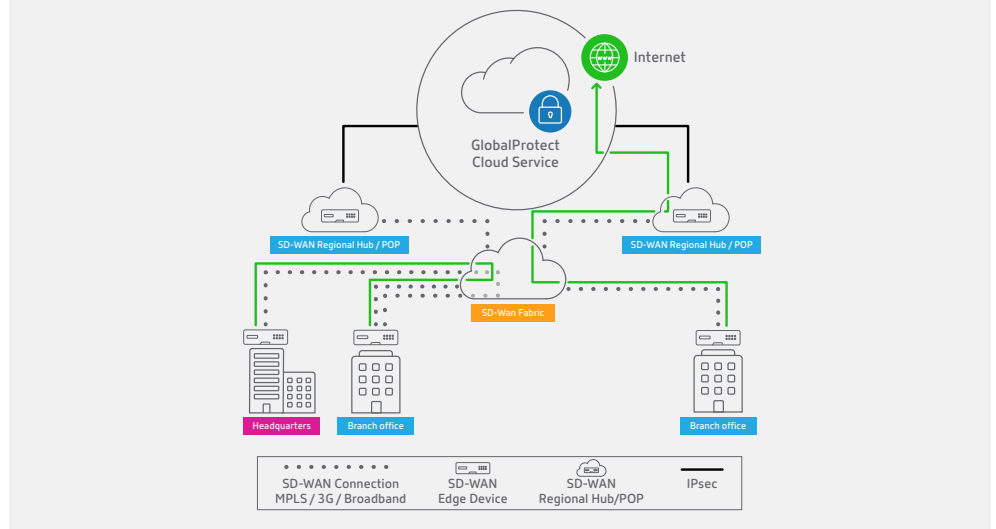 www
Internet
GlobalProtect
Cloud Service
SD-WAN Regional Hub / POP
SD-WAN Regional Hub / POP
SD-Wan Fabric
Headquarters
Branch office
Branch office
SD-WAN Connection
MPLS / 3G / Broadband
SD-WAN
Edge Device
SD-WAN
Regional Hub/POP
IPsec